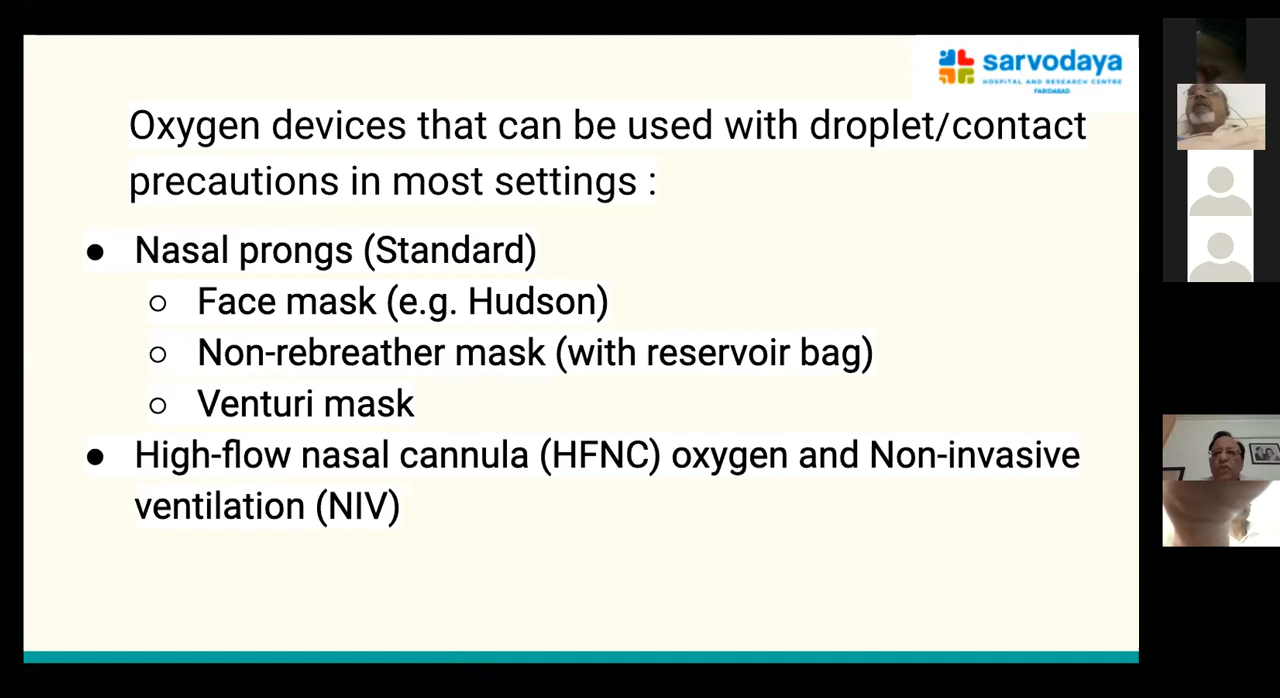 sarvodaya
HOSPITAL AND RESEARCH CENTRE
FARIDABAD
Oxygen devices that can be used with droplet/contact
precautions in most settings :
● Nasal prongs (Standard)
○ Face mask (e.g. Hudson)
○ Non-rebreather mask (with reservoir bag)
○ Venturi mask
● High-flow nasal cannula (HFNC) oxygen and Non-invasive
ventilation (NIV)